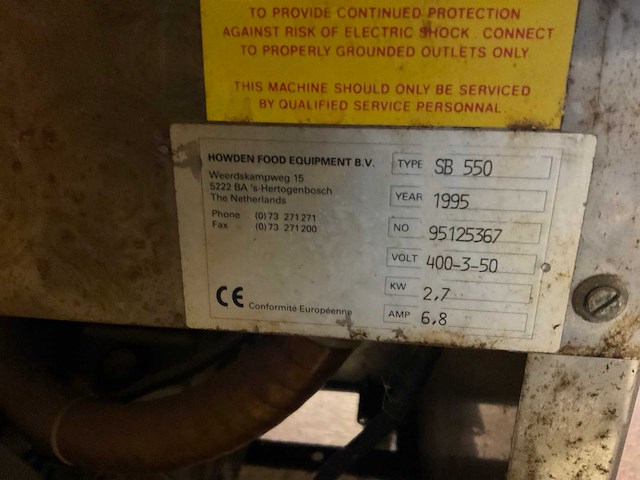 TO PROVIDE CONTINUED PROTECTION
AGAINST RISK OF ELECTRIC SHOCK. CONNECT
TO PROPERLY GROUNDED OUTLETS ONLY
THIS MACHINE SHOULD ONLY BE SERVICED
BY QUALIFIED SERVICE PERSONNAL
HOWDEN FOOD EQUIPMENT B.V.
Weerdskampweg 15
5222 BA 's-Hertogenbosch
The Netherlands
Phone (0)73 271271
Fax (0)73 271200
CE Conformité Européenne
TYPE SB 550
YEAR 1995
NO 95125367
VOLT 400-3-50
KW 2,7
AMP 6,8